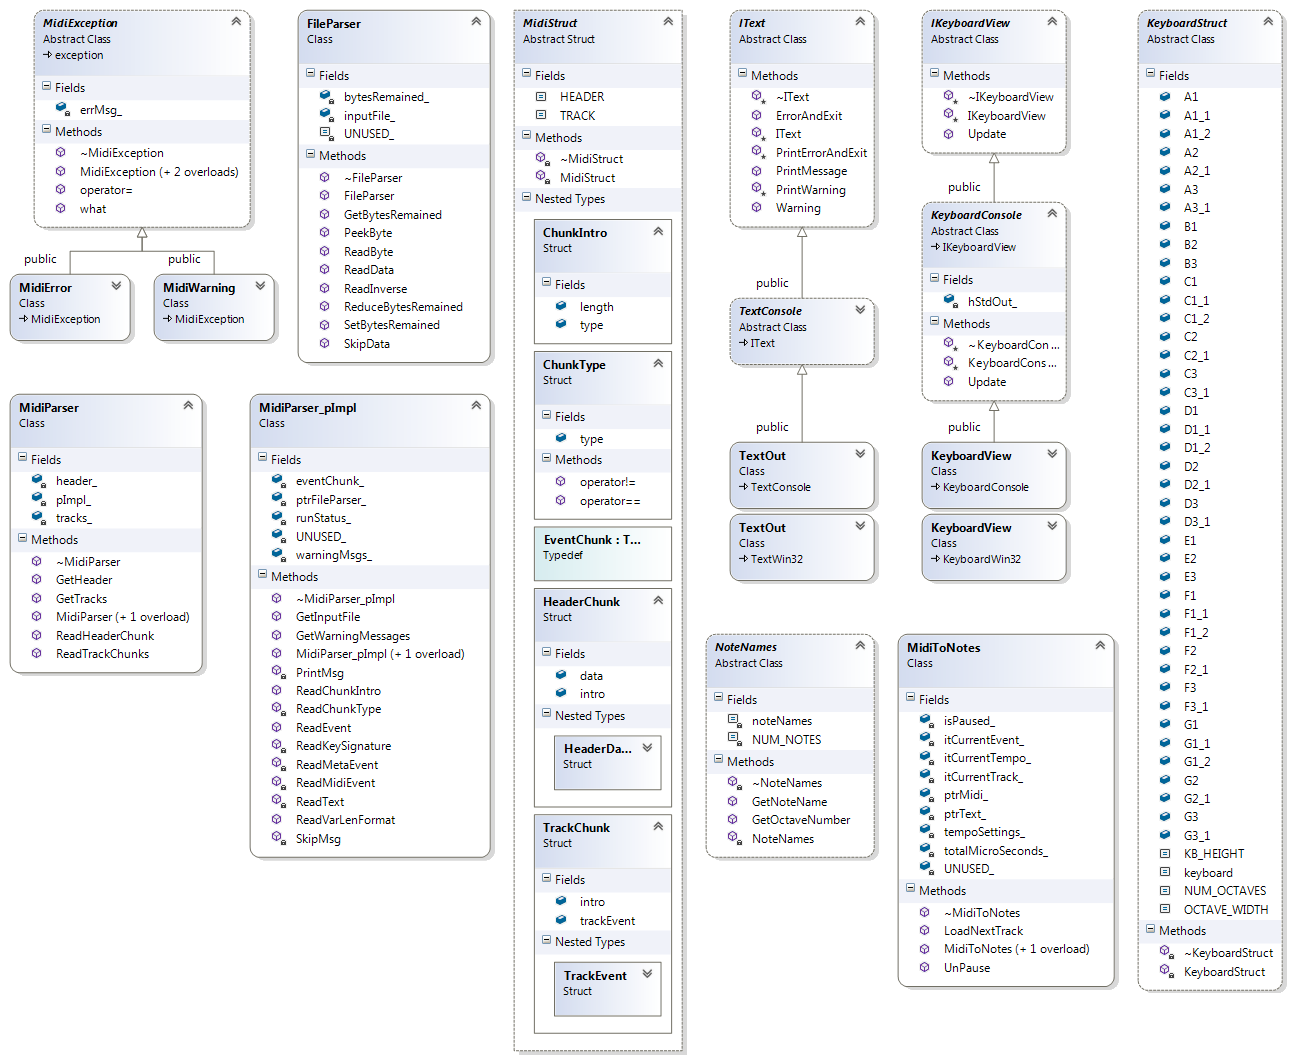 MidiException
Abstract Class
exception
Fields
errMsg_
Methods
~MidiException
MidiException (+ 2 overloads)
operator=
what
public
public
MidiError
Class
MidiException
MidiWarning
Class
MidiException
FileParser
Class
Fields
bytesRemained_
inputFile_
UNUSED_
Methods
~FileParser
FileParser
GetBytesRemained
PeekByte
ReadByte
ReadData
ReadInverse
ReduceBytesRemained
SetBytesRemained
SkipData
MidiParser
Class
Fields
header_
pImpl_
tracks_
Methods
~MidiParser
GetHeader
GetTracks
MidiParser (+ 1 overload)
ReadHeaderChunk
ReadTrackChunks
MidiParser_pImpl
Class
Fields
eventChunk_
ptrFileParser_
runStatus_
UNUSED_
warningMsgs_
Methods
~MidiParser_pImpl
GetInputFile
GetWarningMessages
MidiParser_pImpl (+ 1 overload)
PrintMsg
ReadChunkIntro
ReadChunkType
ReadEvent
ReadKeySignature
ReadMetaEvent
ReadMidiEvent
ReadText
ReadVarLenFormat
SkipMsg
MidiStruct
Abstract Struct
Fields
HEADER
TRACK
Methods
~MidiStruct
MidiStruct
Nested Types
ChunkIntro
Struct
Fields
length
type
ChunkType
Struct
Fields
type
Methods
operator!=
operator==
EventChunk : T...
Typedef
HeaderChunk
Struct
Fields
data
intro
Nested Types
HeaderDa...
Struct
TrackChunk
Struct
Fields
intro
trackEvent
Nested Types
TrackEvent
Struct
IText
Abstract Class
Methods
~IText
ErrorAndExit
IText
PrintErrorAndExit
PrintMessage
PrintWarning
Warning
public
TextConsole
Abstract Class
IText
public
TextOut
Class
TextConsole
TextOut
Class
TextWin32
IKeyboardView
Abstract Class
Methods
~IKeyboardView
IKeyboardView
Update
public
KeyboardConsole
Abstract Class
IKeyboardView
Fields
hStdOut_
Methods
~KeyboardCon ...
KeyboardCons ...
Update
public
KeyboardView
Class
KeyboardConsole
KeyboardView
Class
KeyboardWin32
NoteNames
Abstract Class
Fields
noteNames
NUM_NOTES
Methods
~NoteNames
GetNoteName
GetOctaveNumber
NoteNames
MidiToNotes
Class
Fields
isPaused_
itCurrentEvent_
itCurrentTempo_
itCurrentTrack_
ptrMidi_
ptrText_
tempoSettings_
totalMicroSeconds_
UNUSED_
Methods
~MidiToNotes
LoadNextTrack
MidiToNotes (+ 1 overload)
UnPause
KeyboardStruct
Abstract Class
Fields
A1
A1_1
A1_2
A2
A2_1
A3
A3_1
B1
B2
B3
C1
C1_1
C1_2
C2
C2_1
C3
C3_1
D1
D1_1
D1_2
D2
D2_1
D3
D3_1
E1
E2
E3
F1
F1_1
F1_2
F2
F2_1
F3
F3_1
G1
G1_1
G1_2
G2
G2_1
G3
G3_1
KB_HEIGHT
keyboard
NUM_OCTAVES
OCTAVE_WIDTH
Methods
~KeyboardStruct
KeyboardStruct